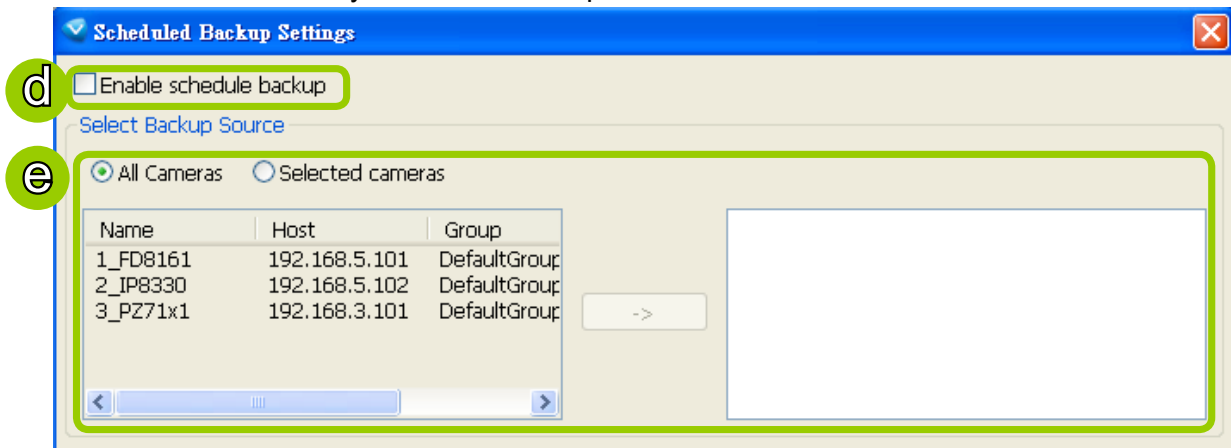 Scheduled Backup Settings
d
Enable schedule backup
Select Backup Source
e
All Cameras Selected cameras
Name Host Group
1_FD8161 192.168.5.101 DefaultGroup
2_IP8330 192.168.5.102 DefaultGroup
3_PZ71x1 192.168.3.101 DefaultGroup
->